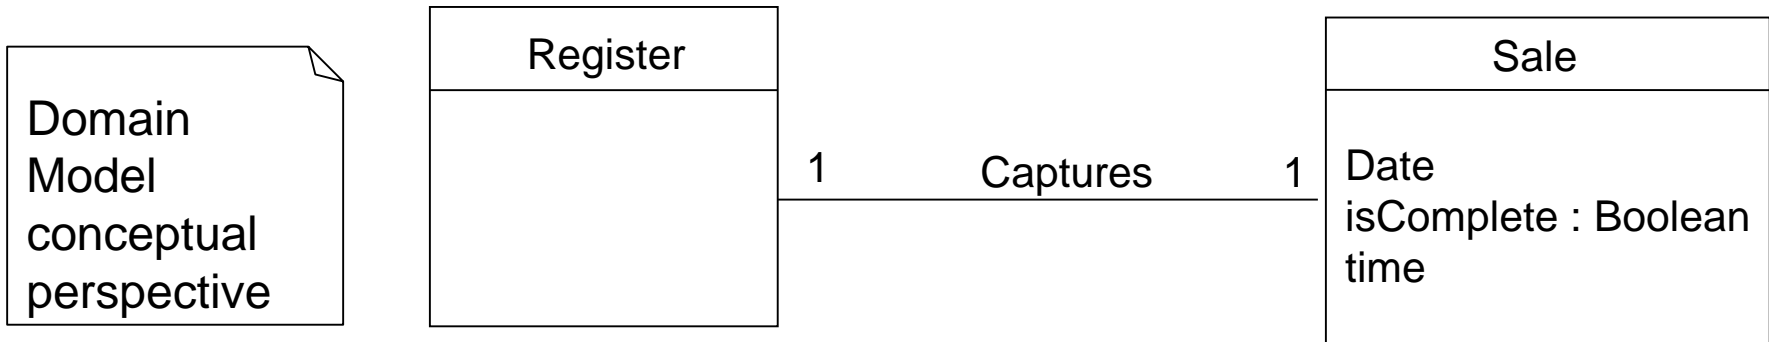 Domain
Model
conceptual
perspective
Register
1
Captures
1
Sale
Date
isComplete : Boolean
time